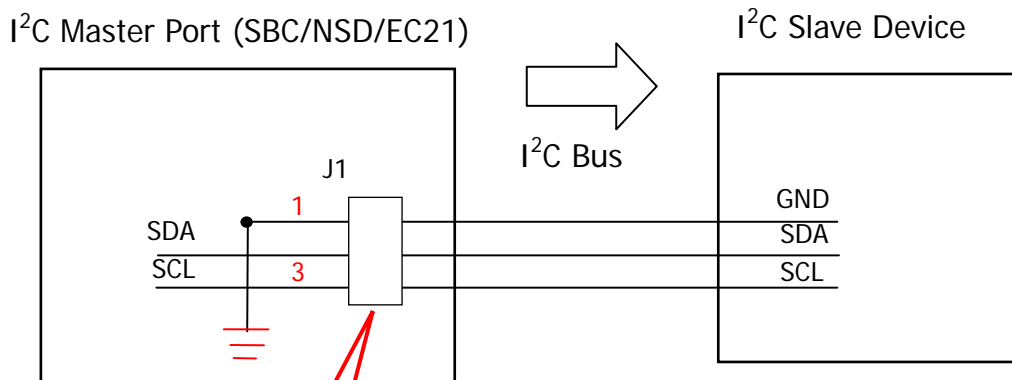 I²C Master Port (SBC/NSD/EC21)
I²C Slave Device
I²C Bus
J1
1
GND
SDA
SDA
SCL
3
SCL